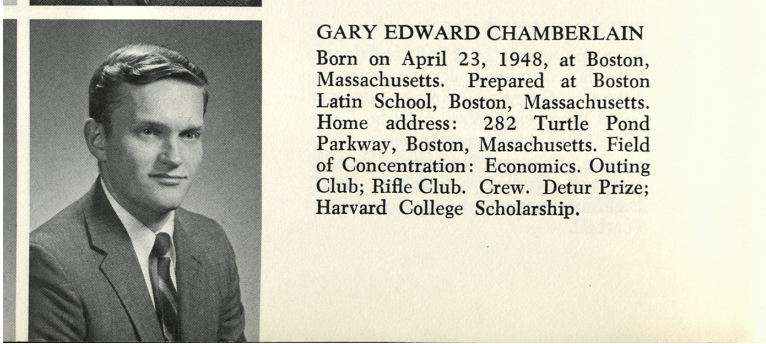 GARY EDWARD CHAMBERLAIN
Born on April 23, 1948, at Boston,
Massachusetts. Prepared at Boston
Latin School, Boston, Massachusetts.
Home address: 282 Turtle Pond
Parkway, Boston, Masachusetts. Field
of Concentration: Economics. Outing
Club; Rifle Club. Crew. Detur Prize;
Harvard College Scholarship.